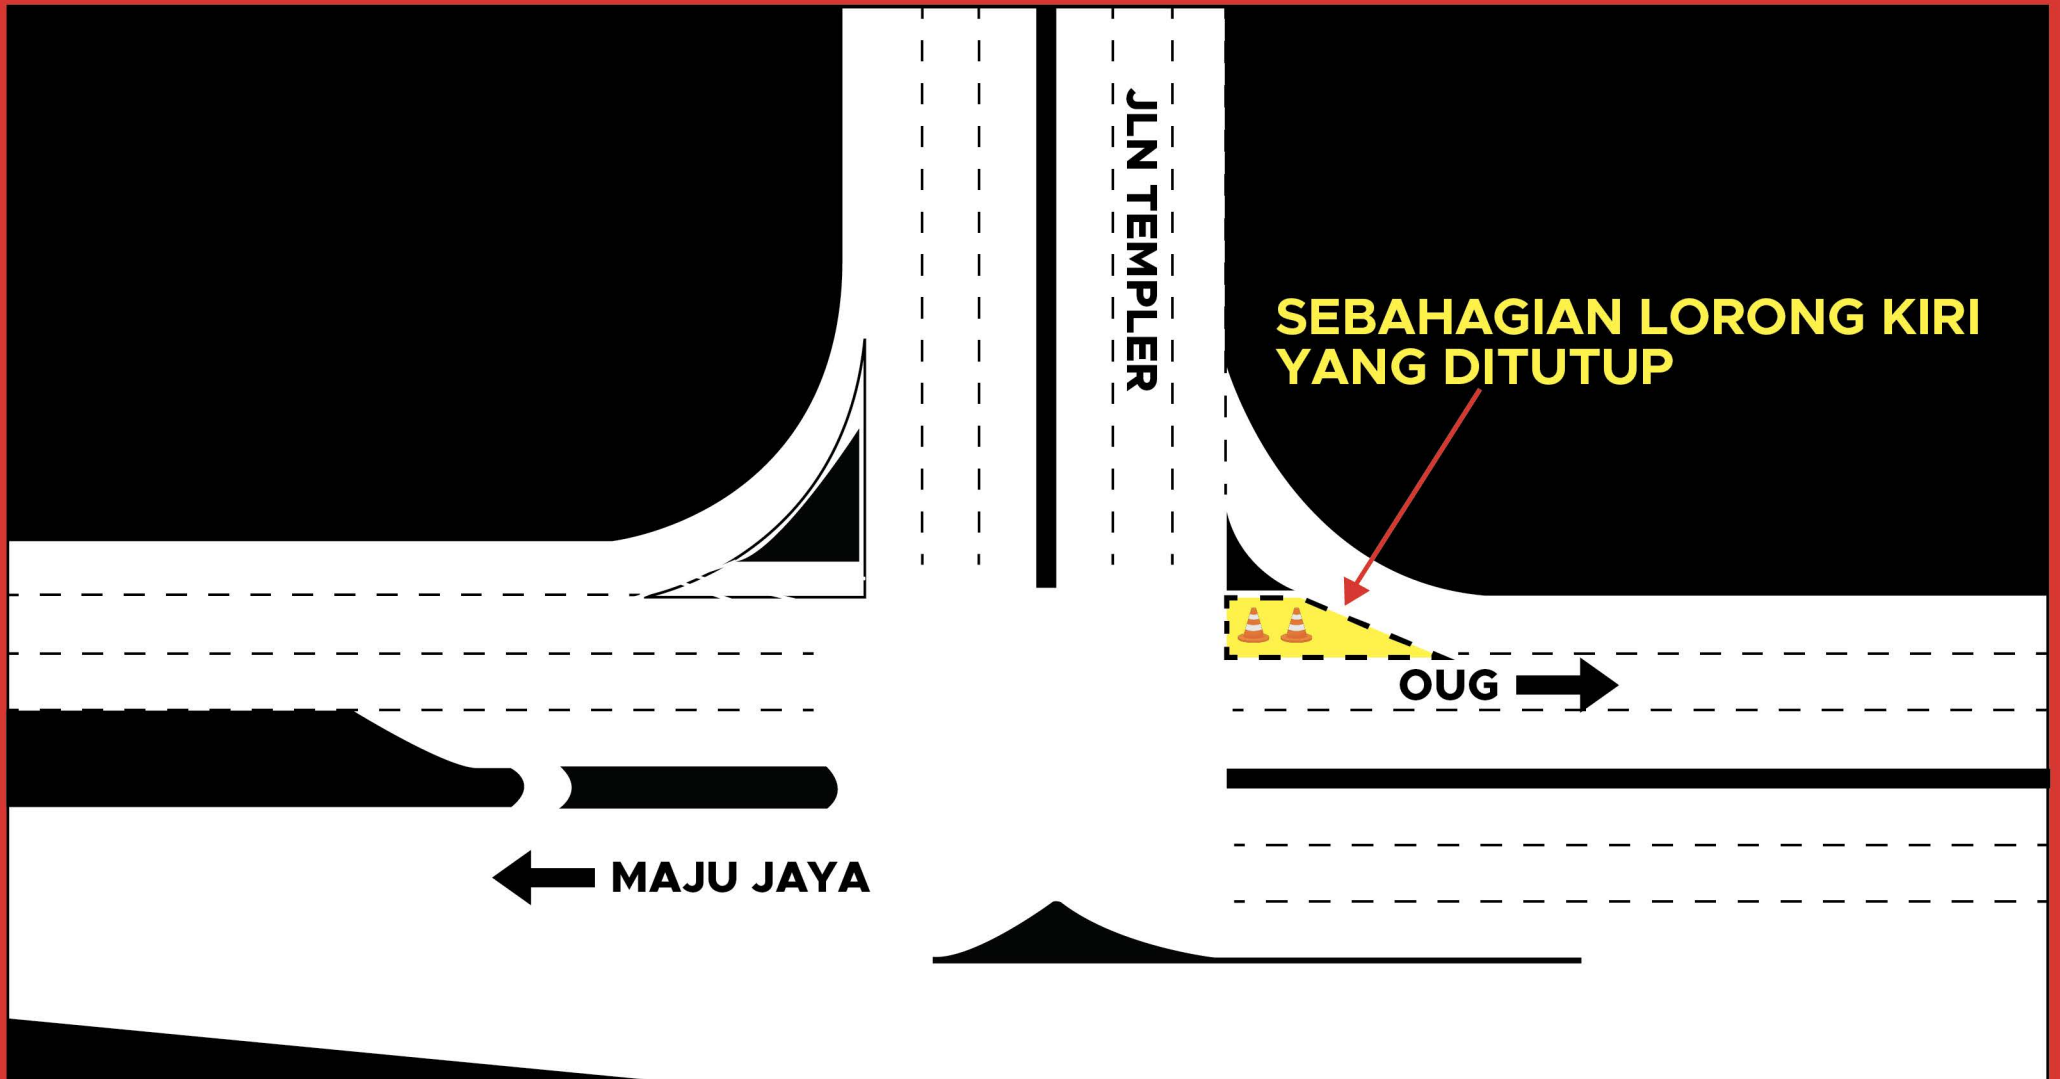 JLN TEMPLER
SEBAHAGIAN LORONG KIRI
YANG DITUTUP
OUG
MAJU JAYA